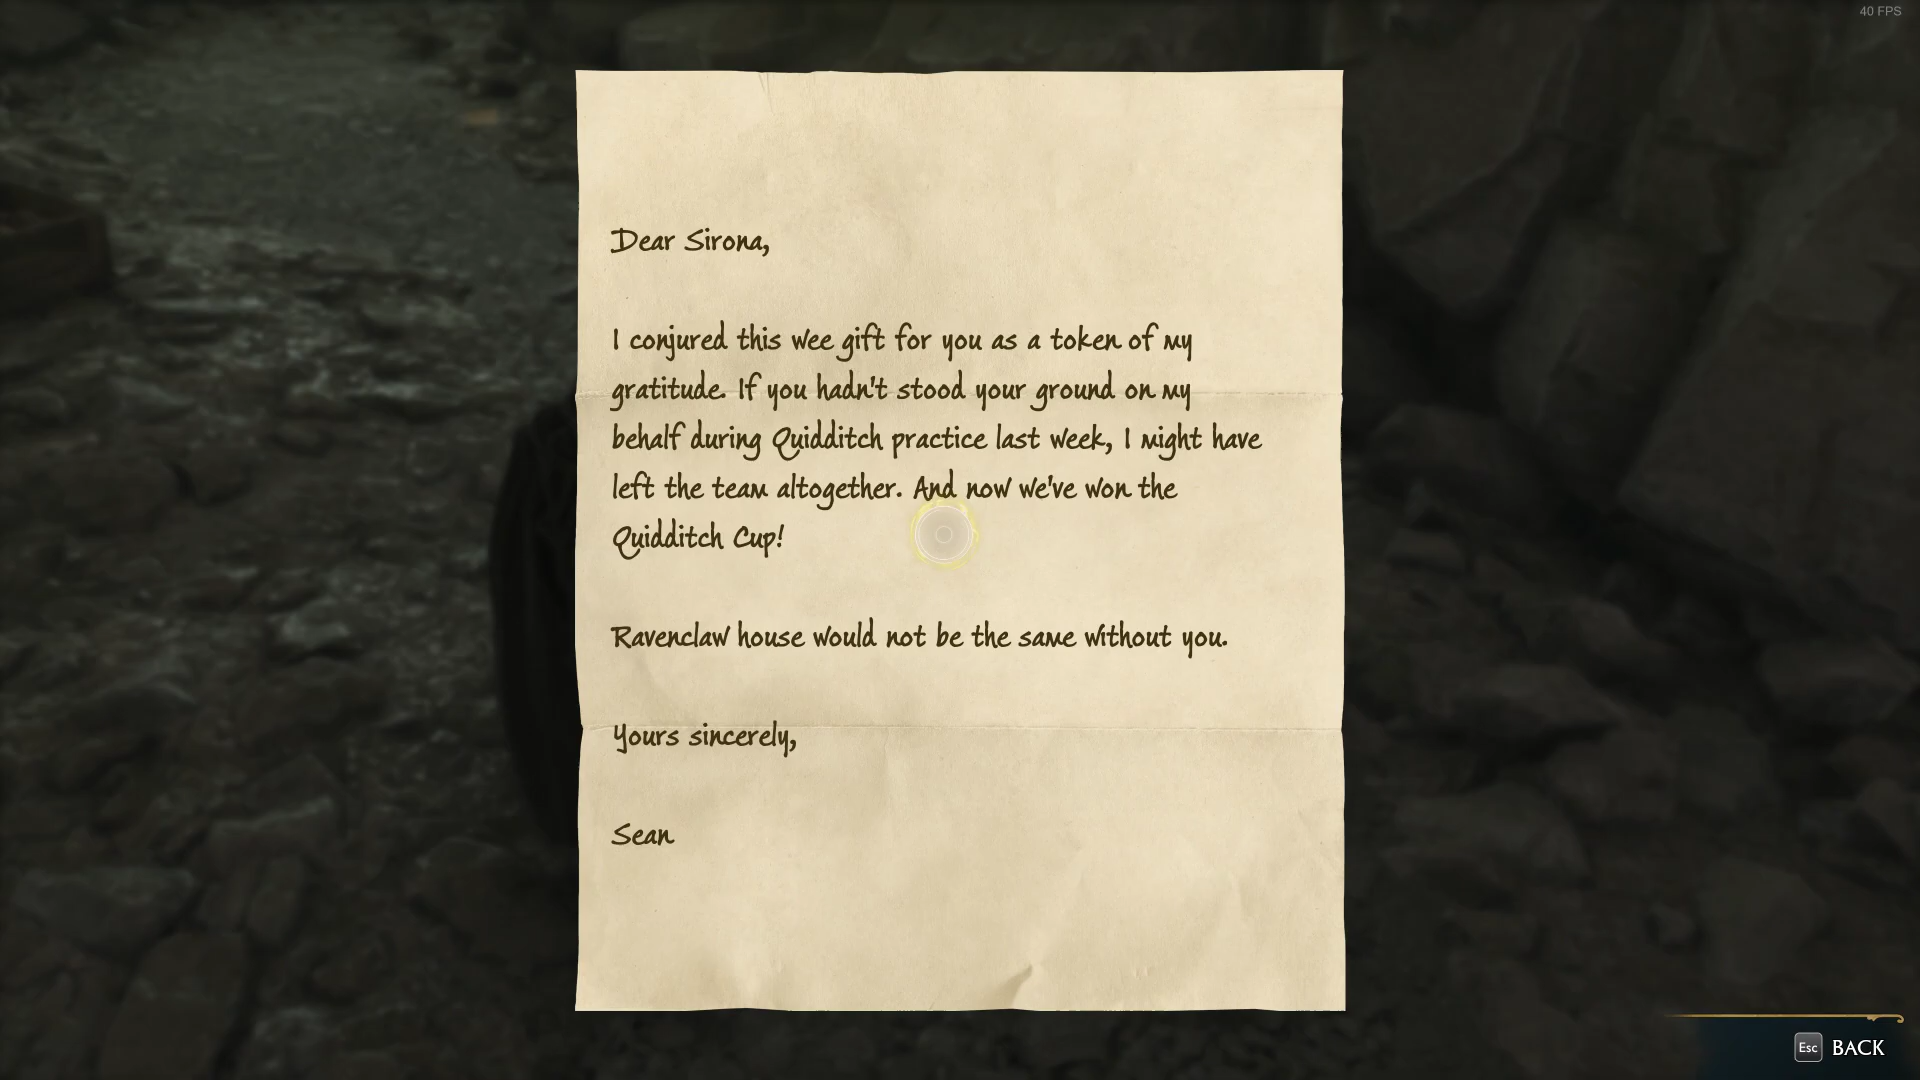 40 FPS
Dear Sirona,
I conjured this wee gift for you as a token of my
gratitude. If you hadn't stood your ground on my
behalf during Quidditch practice last week, I might have
left the team altogether. And now we've won the
Quidditch Cup!
Ravenclaw house would not be the same without you.
Yours sincerely,
Sean
Esc BACK